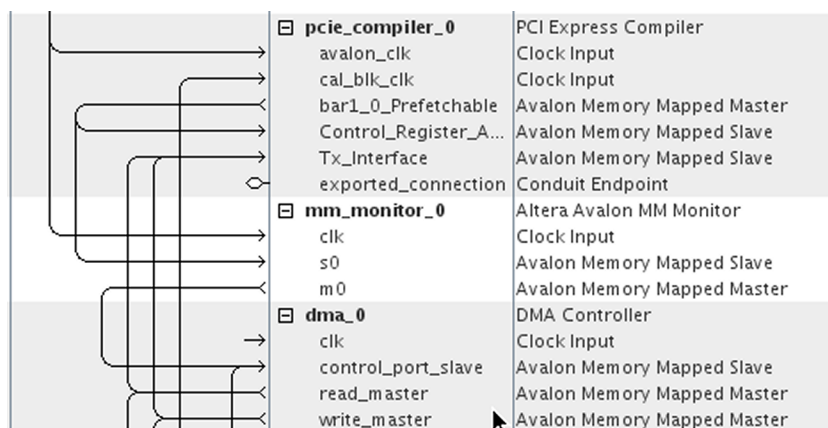 pcie_compiler_0 PCI Express Compiler
avalon_clk Clock Input
cal_blk_clk Clock Input
bar1_0_Prefetchable Avalon Memory Mapped Master
Control_Register_A... Avalon Memory Mapped Slave
Tx_Interface Avalon Memory Mapped Slave
exported_connection Conduit Endpoint
mm_monitor_0 Altera Avalon MM Monitor
clk Clock Input
s0 Avalon Memory Mapped Slave
m0 Avalon Memory Mapped Master
dma_0 DMA Controller
clk Clock Input
control_port_slave Avalon Memory Mapped Slave
read_master Avalon Memory Mapped Master
write_master Avalon Memory Mapped Master